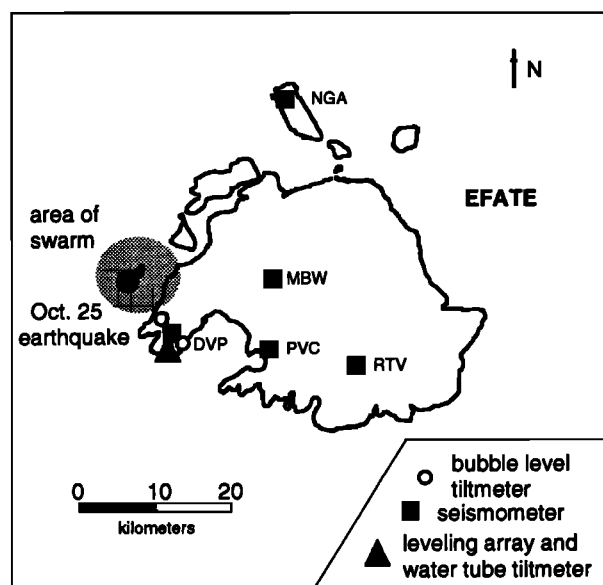 NGA
N
EFATE
area of
swarm
MBW
Oct. 25
earthquake
DVP
PVC
RTV
0 10 20
kilometers
bubble level
tiltmeter
seismometer
leveling array and
water tube tiltmeter